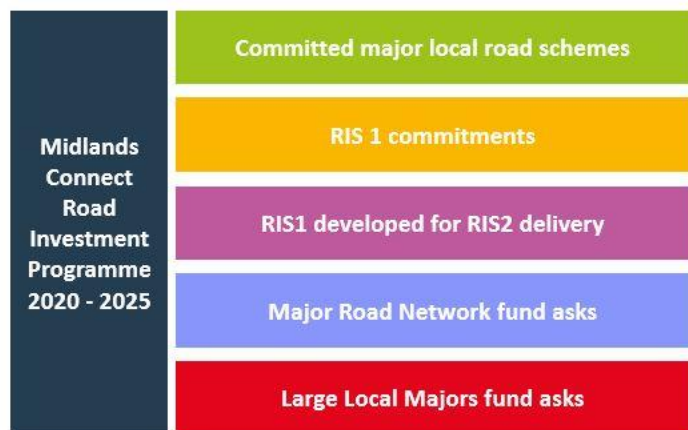 Midlands
Connect
Road
Investment
Programme
2020 - 2025
Committed major local road schemes
RIS 1 commitments
RIS1 developed for RIS2 delivery
Major Road Network fund asks
Large Local Majors fund asks